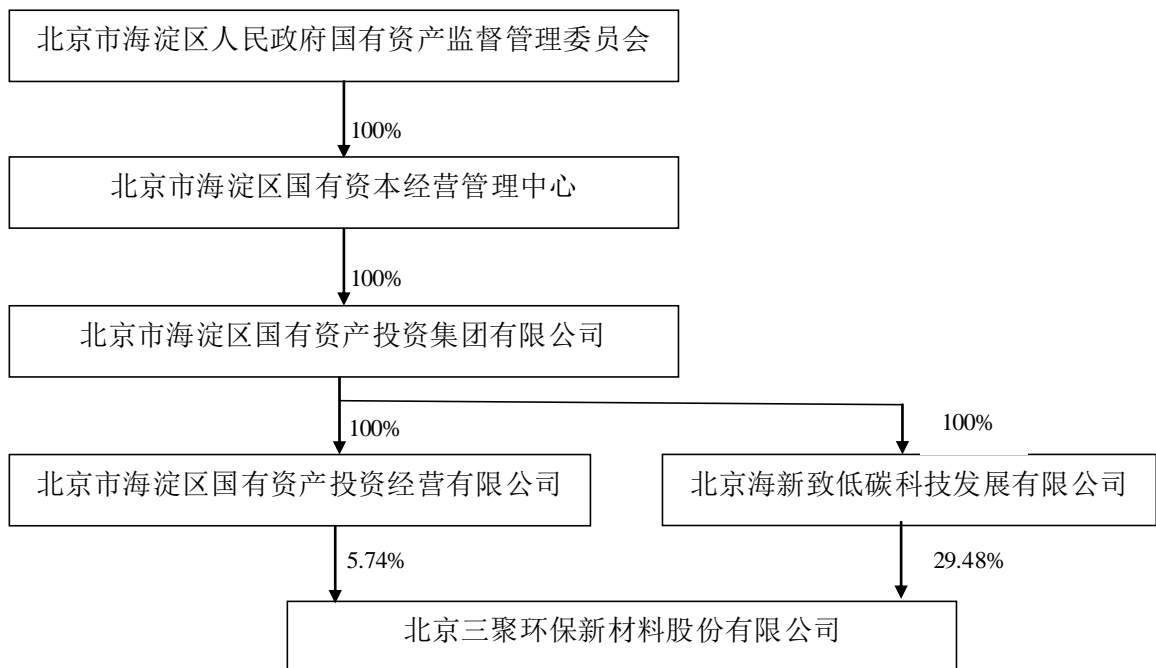 北京市海淀区人民政府国有资产监督管理委员会
100%
北京市海淀区国有资本经营管理中心
100%
北京市海淀区国有资产投资集团有限公司
100%
100%
北京市海淀区国有资产投资经营有限公司
北京海新致低碳科技发展有限公司
5.74%
29.48%
北京三聚环保新材料股份有限公司